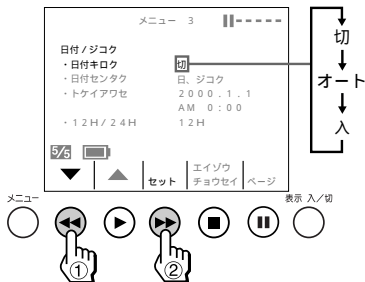 メニュー 3
日付/ジコク
・日付キロク 切
・日付センタク 日、ジコク
・トケイアワセ 2000.1.1
AM 0:00
・12H/24H 12H
5/5
セット
エイゾウ
チョウセイ
ページ
切
オート
入
メニュー
表示 入/切
①
②